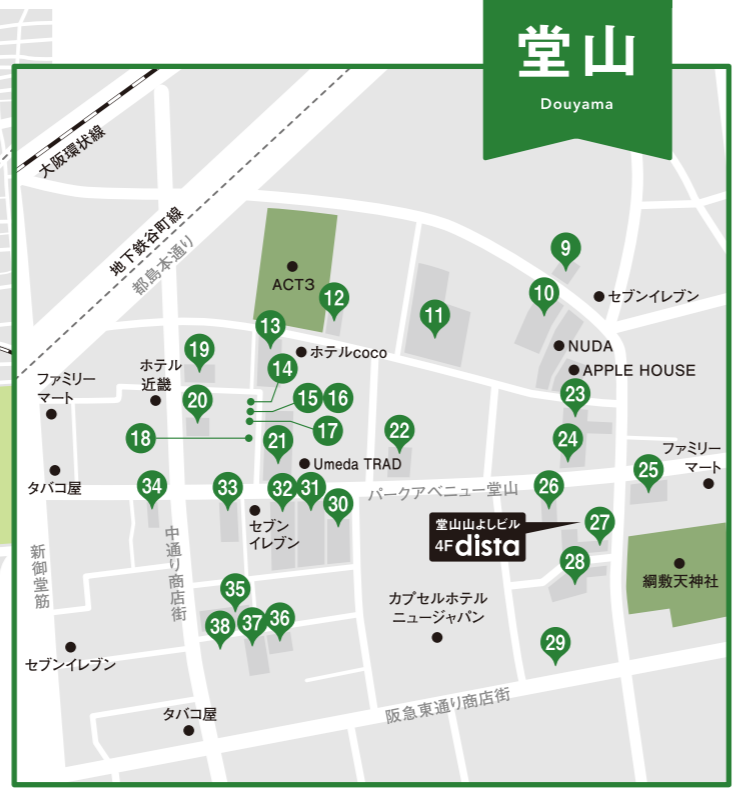 堂山
Douyama
大阪環状線
地下鉄谷町線
都島本通り
ACT3
9
10
セブンイレブン
12
11
13
ホテルcoco
NUDA
APPLE HOUSE
19
14
ホテル
近畿
ファミリー
マート
15
16
20
17
18
21
22
23
24
Umeda TRAD
ファミリー
マート
25
タバコ屋
34
33
32
31
30
パークアベニュー堂山
26
セブン
イレブン
堂山山よしビル
4F dista
27
28
新御堂筋
中通り商店街
綱敷天神社
35
38
37
36
カプセルホテル
ニュージャパン
29
セブンイレブン
タバコ屋
阪急東通り商店街